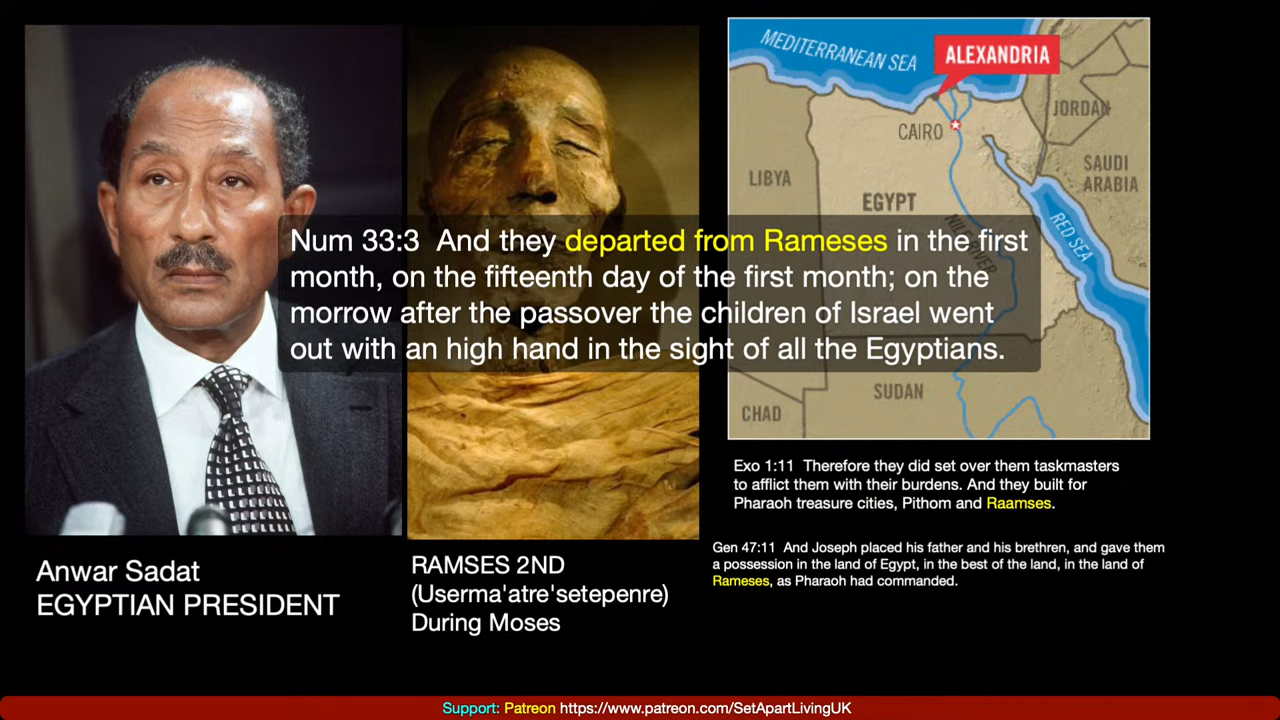 MEDITERRANEAN SEA
ALEXANDRIA
CAIRO
JORDAN
LIBYA
SAUDI
ARABIA
EGYPT
NILE RIVER
RED SEA
SUDAN
CHAD
Num 33:3 And they departed from Rameses in the first
month, on the fifteenth day of the first month; on the
morrow after the passover the children of Israel went
out with an high hand in the sight of all the Egyptians.
Exo 1:11 Therefore they did set over them taskmasters
to afflict them with their burdens. And they built for
Pharaoh treasure cities, Pithom and Raamses.
Gen 47:11 And Joseph placed his father and his brethren, and gave them
a possession in the land of Egypt, in the best of the land, in the land of
Rameses, as Pharaoh had commanded.
Anwar Sadat
EGYPTIAN PRESIDENT
RAMSES 2ND
(Userma'atre'setepenre)
During Moses
Support: Patreon https://www.patreon.com/SetApartLivingUK